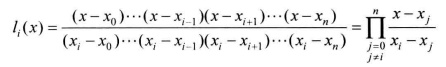 l_i(x) = \frac{(x-x_0)\cdots(x-x_{i-1})(x-x_{i+1})\cdots(x-x_n)}{(x_i-x_0)\cdots(x_i-x_{i-1})(x_i-x_{i+1})\cdots(x_i-x_n)} = \prod_{\substack{j=0 \\ j\neq i}}^{n} \frac{x-x_j}{x_i-x_j}